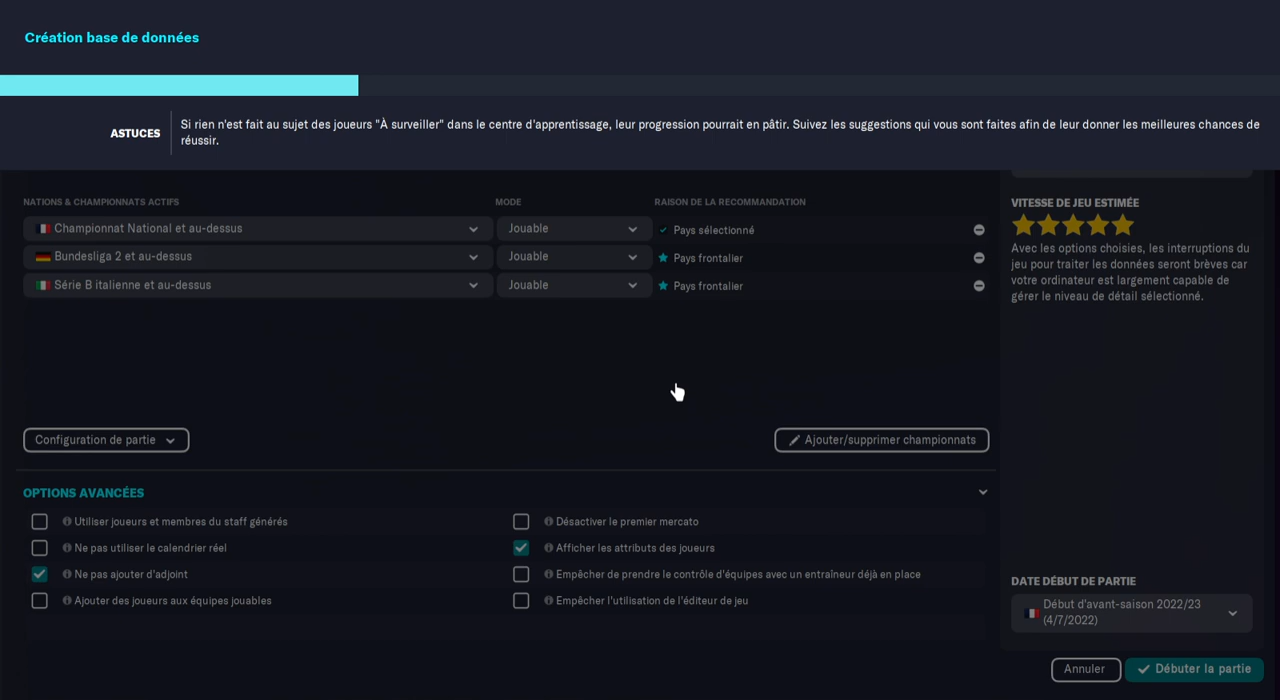 Création base de données
ASTUCES
Si rien n'est fait au sujet des joueurs "À surveiller" dans le centre d'apprentissage, leur progression pourrait en pâtir. Suivez les suggestions qui vous sont faites afin de leur donner les meilleures chances de
réussir.
NATIONS & CHAMPIONNATS ACTIFS MODE RAISON DE LA RECOMMANDATION
Championnat National et au-dessus Jouable Pays sélectionné
Bundesliga 2 et au-dessus Jouable Pays frontalier
Série B italienne et au-dessus Jouable Pays frontalier
VITESSE DE JEU ESTIMÉE
Avec les options choisies, les interruptions du
jeu pour traiter les données seront brèves car
votre ordinateur est largement capable de
gérer le niveau de détail sélectionné.
Configuration de partie Ajouter/supprimer championnats
OPTIONS AVANCÉES
Utiliser joueurs et membres du staff générés Désactiver le premier mercato
Ne pas utiliser le calendrier réel Afficher les attributs des joueurs
Ne pas ajouter d'adjoint Empêcher de prendre le contrôle d'équipes avec un entraîneur déjà en place
Ajouter des joueurs aux équipes jouables Empêcher l'utilisation de l'éditeur de jeu
DATE DÉBUT DE PARTIE
Début d'avant-saison 2022/23
(4/7/2022)
Annuler Débuter la partie